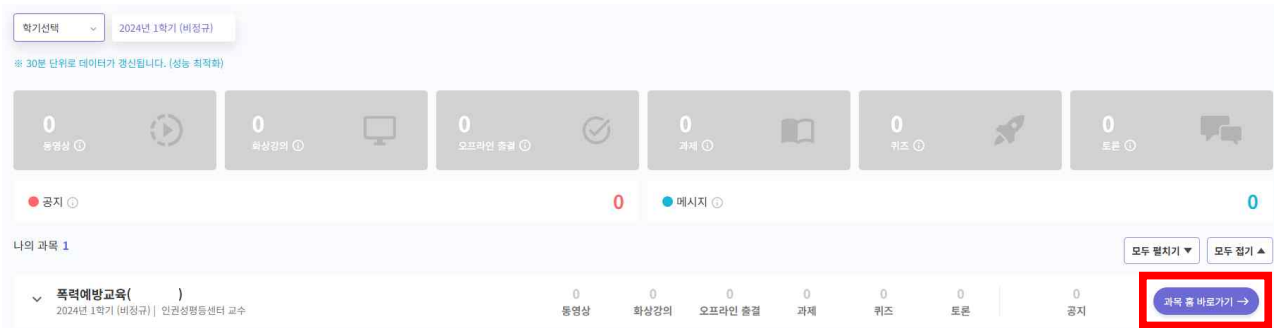 학기선택
2024년 1학기 (비정규)
※ 30분 단위로 데이터가 갱신됩니다. (성능 최적화)
0 0 0 0 0 0
동영상 화상강의 오프라인 출결 과제 퀴즈 토론
공지 0 메시지 0
나의 과목 1
모두 펼치기 ▼ 모두 접기 ▲
폭력예방교육( )
2024년 1학기 (비정규) | 인권성평등센터 교수
0 0 0 0 0 0 0
동영상 화상강의 오프라인 출결 과제 퀴즈 토론 공지
과목 홈 바로가기 →